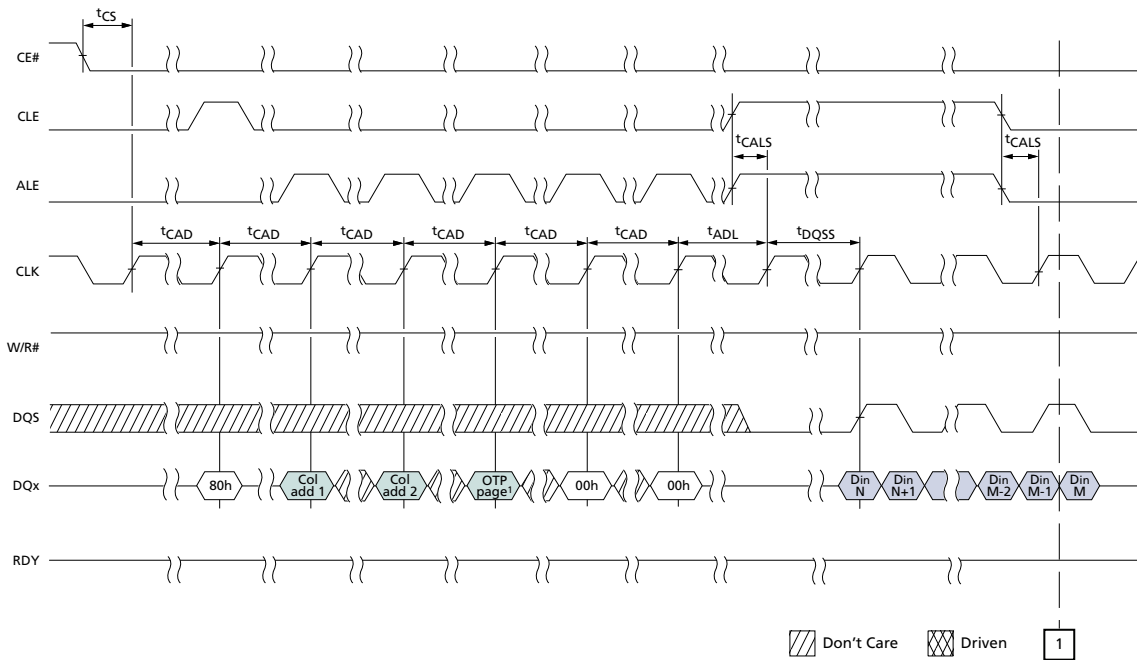 tCS
CE#
CLE
tCALS
tCALS
ALE
tCAD
tCAD
tCAD
tCAD
tCAD
tCAD
tADL
tDQSS
CLK
W/R#
DQS
DQx
80h
Col
add 1
Col
add 2
OTP
page¹
00h
00h
Din
N
Din
N+1
Din
M-2
Din
M-1
Din
M
RDY
Don't Care
Driven
1